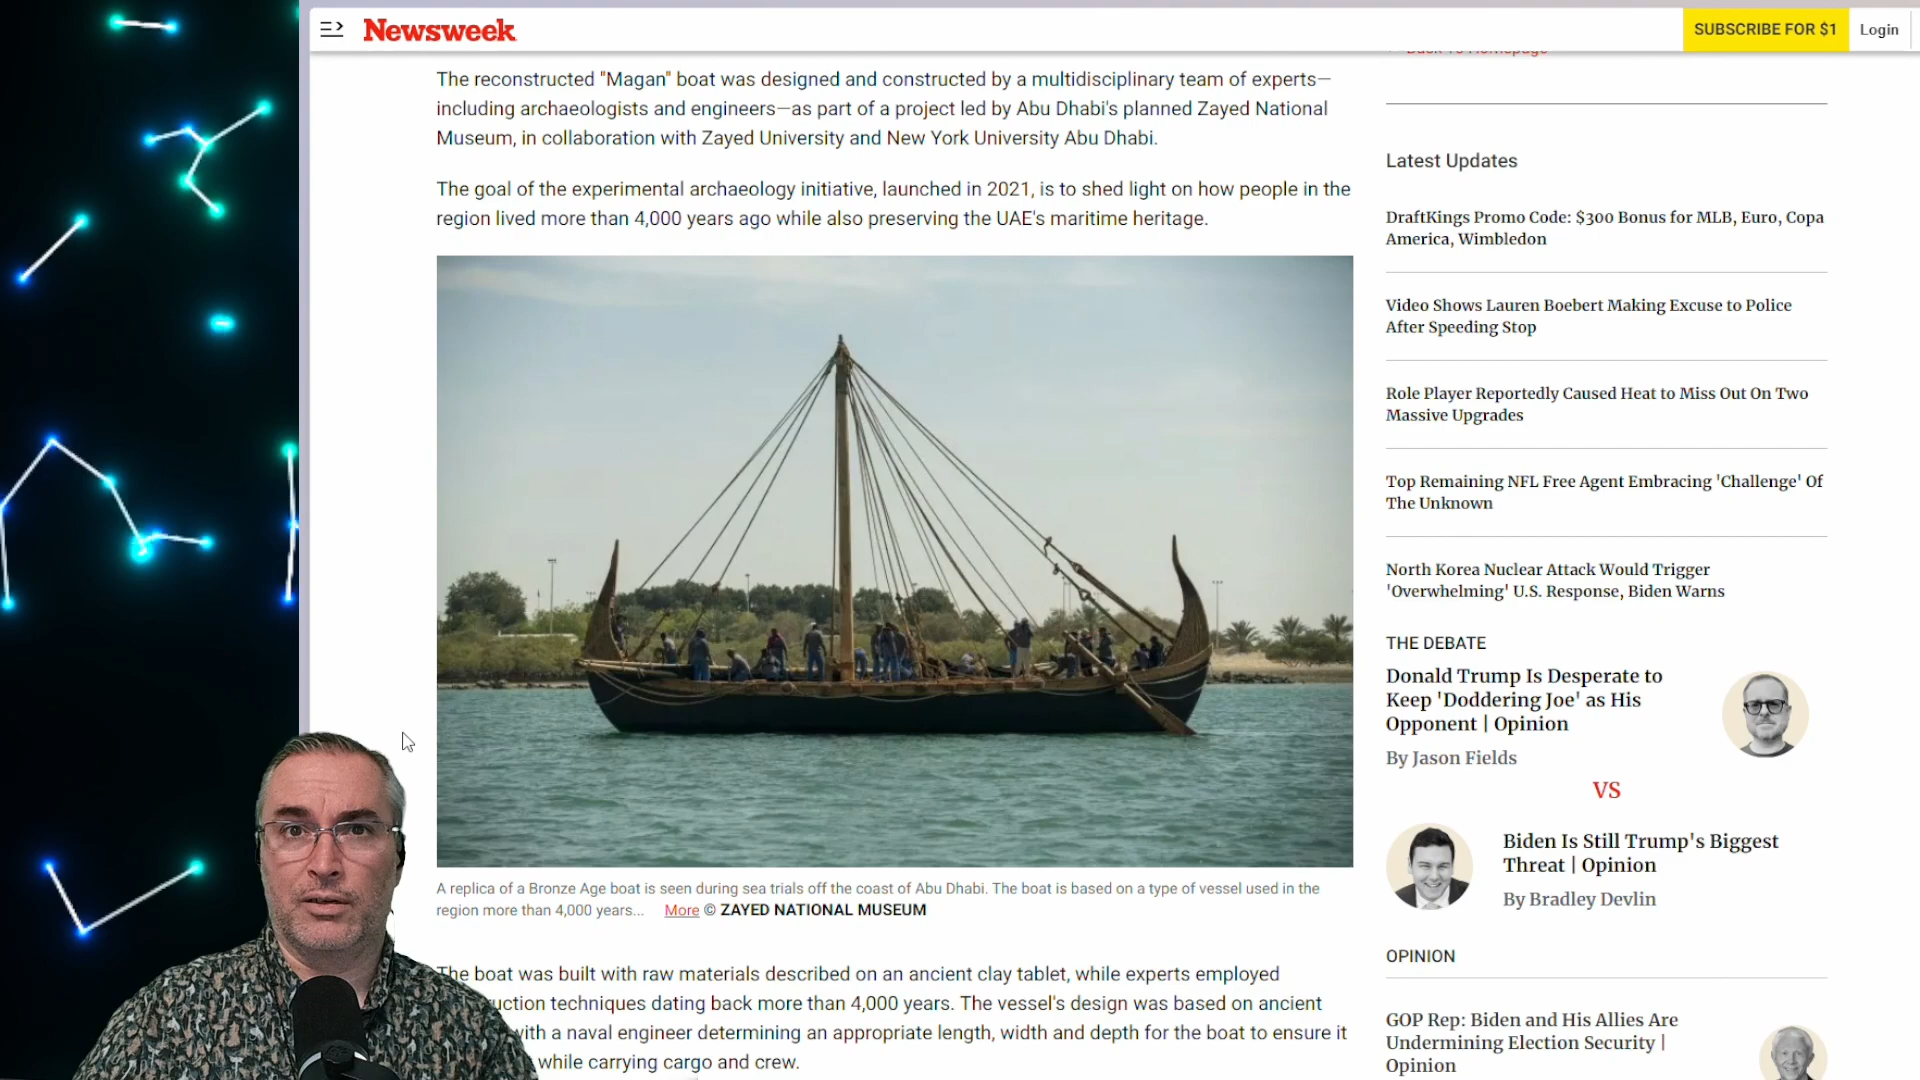 Newsweek
SUBSCRIBE FOR $1
Login
Back To Homepage
The reconstructed "Magan" boat was designed and constructed by a multidisciplinary team of experts—
including archaeologists and engineers—as part of a project led by Abu Dhabi's planned Zayed National
Museum, in collaboration with Zayed University and New York University Abu Dhabi.
The goal of the experimental archaeology initiative, launched in 2021, is to shed light on how people in the
region lived more than 4,000 years ago while also preserving the UAE's maritime heritage.
A replica of a Bronze Age boat is seen during sea trials off the coast of Abu Dhabi. The boat is based on a type of vessel used in the
region more than 4,000 years... More © ZAYED NATIONAL MUSEUM
The boat was built with raw materials described on an ancient clay tablet, while experts employed
uction techniques dating back more than 4,000 years. The vessel's design was based on ancient
with a naval engineer determining an appropriate length, width and depth for the boat to ensure it
while carrying cargo and crew.
Latest Updates
DraftKings Promo Code: $300 Bonus for MLB, Euro, Copa
America, Wimbledon
Video Shows Lauren Boebert Making Excuse to Police
After Speeding Stop
Role Player Reportedly Caused Heat to Miss Out On Two
Massive Upgrades
Top Remaining NFL Free Agent Embracing 'Challenge' Of
The Unknown
North Korea Nuclear Attack Would Trigger
'Overwhelming' U.S. Response, Biden Warns
THE DEBATE
Donald Trump Is Desperate to
Keep 'Doddering Joe' as His
Opponent | Opinion
By Jason Fields
VS
Biden Is Still Trump's Biggest
Threat | Opinion
By Bradley Devlin
OPINION
GOP Rep: Biden and His Allies Are
Undermining Election Security |
Opinion